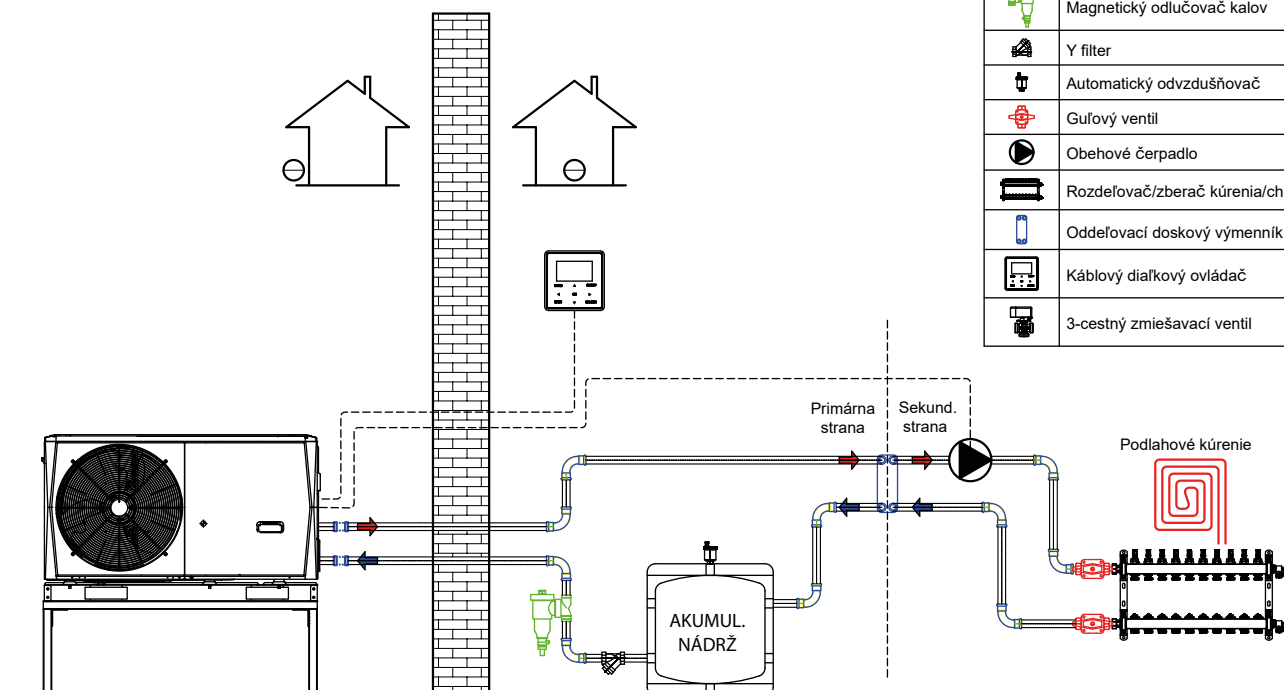 Magnetický odlučovač kalov
Y filter
Automatický odvzdušňovač
Guľový ventil
Obehové čerpadlo
Rozdeľovač/zberač kúrenia/ch
Oddeľovací doskový výmenník
Káblový diaľkový ovládač
3-cestný zmiešavací ventil
Primárna
strana
Sekund.
strana
Podlahové kúrenie
AKUMUL.
NÁDRŽ